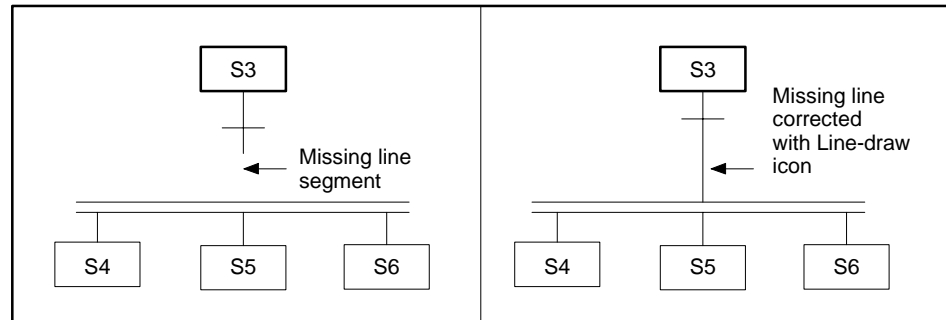 S3
Missing line
segment
S4
S5
S6
S3
Missing line
corrected
with Line-draw
icon
S4
S5
S6